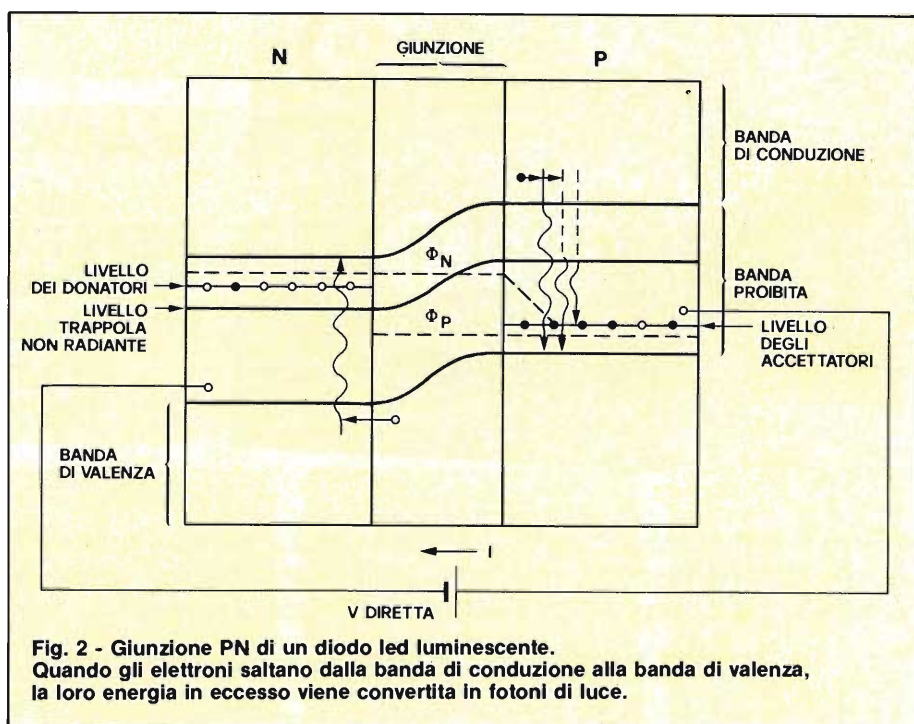 N
GIUNZIONE
P
BANDA
DI CONDUZIONE
LIVELLO
DEI DONATORI
LIVELLO
TRAPPOLA
NON RADIANTE
Φ_N
Φ_P
BANDA
PROIBITA
LIVELLO
DEGLI
ACCETTATORI
BANDA
DI VALENZA
I
V DIRETTA
Fig. 2 - Giunzione PN di un diodo led luminescente.
Quando gli elettroni saltano dalla banda di conduzione alla banda di valenza,
la loro energia in eccesso viene convertita in fotoni di luce.